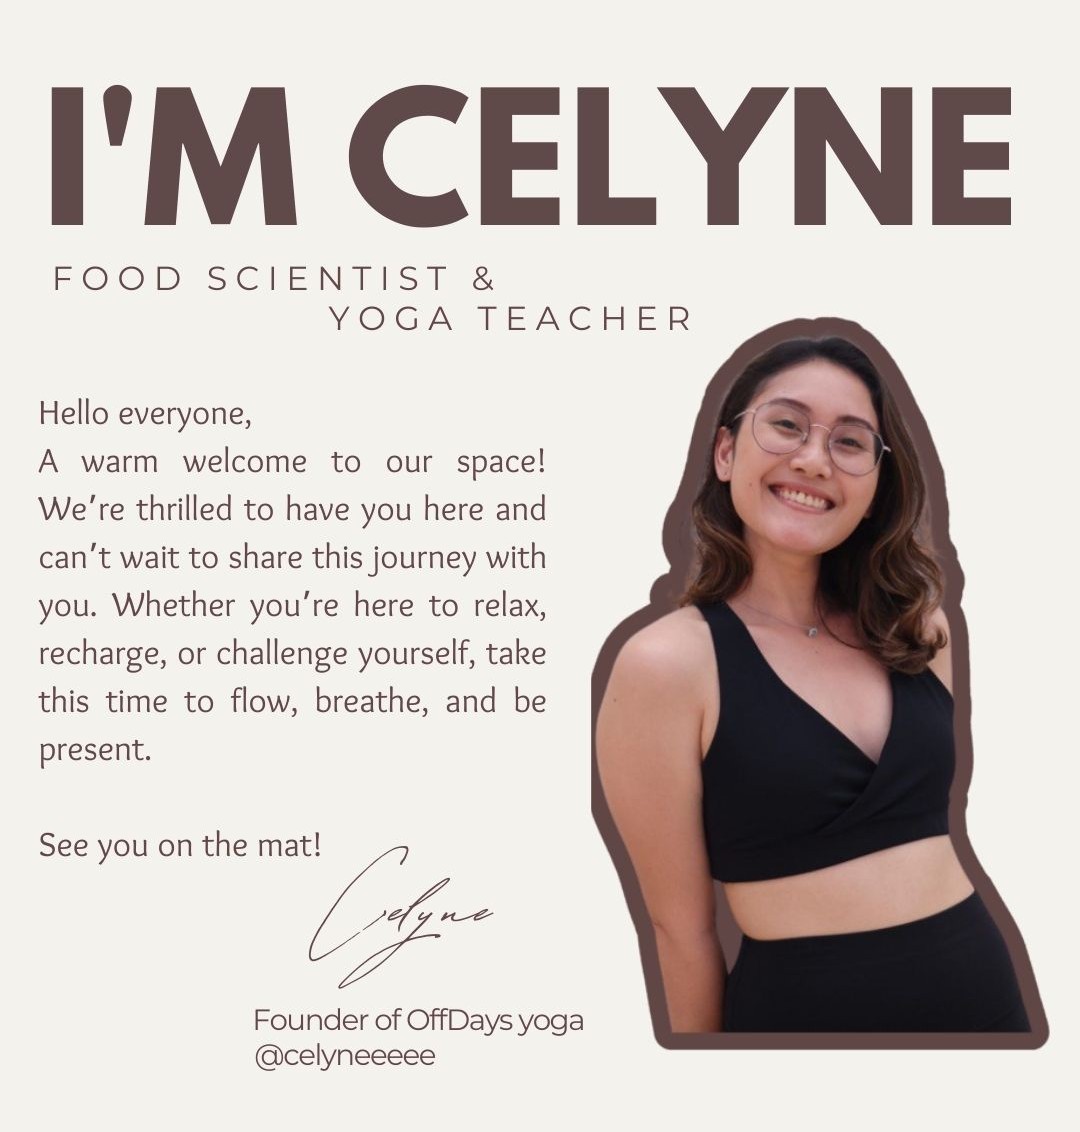 I'M CELYNE
FOOD SCIENTIST &
YOGA TEACHER
Hello everyone,
A warm welcome to our space!
We're thrilled to have you here and
can't wait to share this journey with
you. Whether you're here to relax,
recharge, or challenge yourself, take
this time to flow, breathe, and be
present.
See you on the mat!
Celyne
Founder of OffDays yoga
@celyneeeee